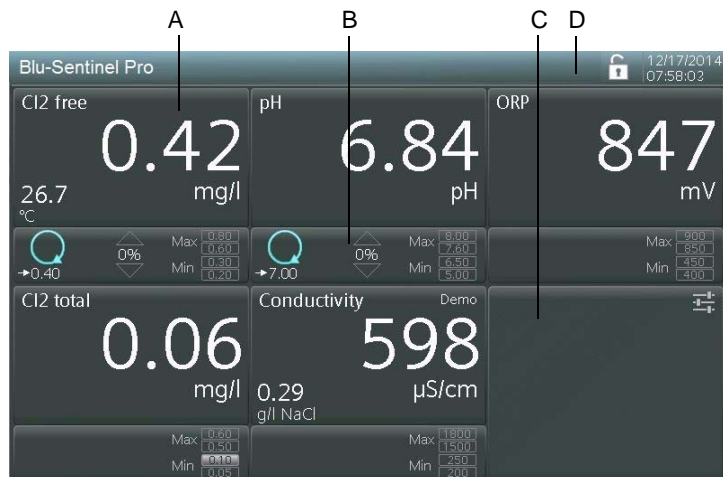 A B C D
Blu-Sentinel Pro
12/17/2014
07:58:03
Cl2 free
0.42
26.7
mg/l
°C
→0.40
0%
Max 0.80
0.60
Min 0.30
0.20
pH
6.84
pH
→7.00
0%
Max 8.00
7.60
Min 6.50
5.00
ORP
847
mV
Max 900
850
Min 450
400
Cl2 total
0.06
mg/l
Max 0.60
0.50
Min 0.10
0.05
Conductivity Demo
598
0.29
µS/cm
g/l NaCl
Max 1800
1500
Min 250
200